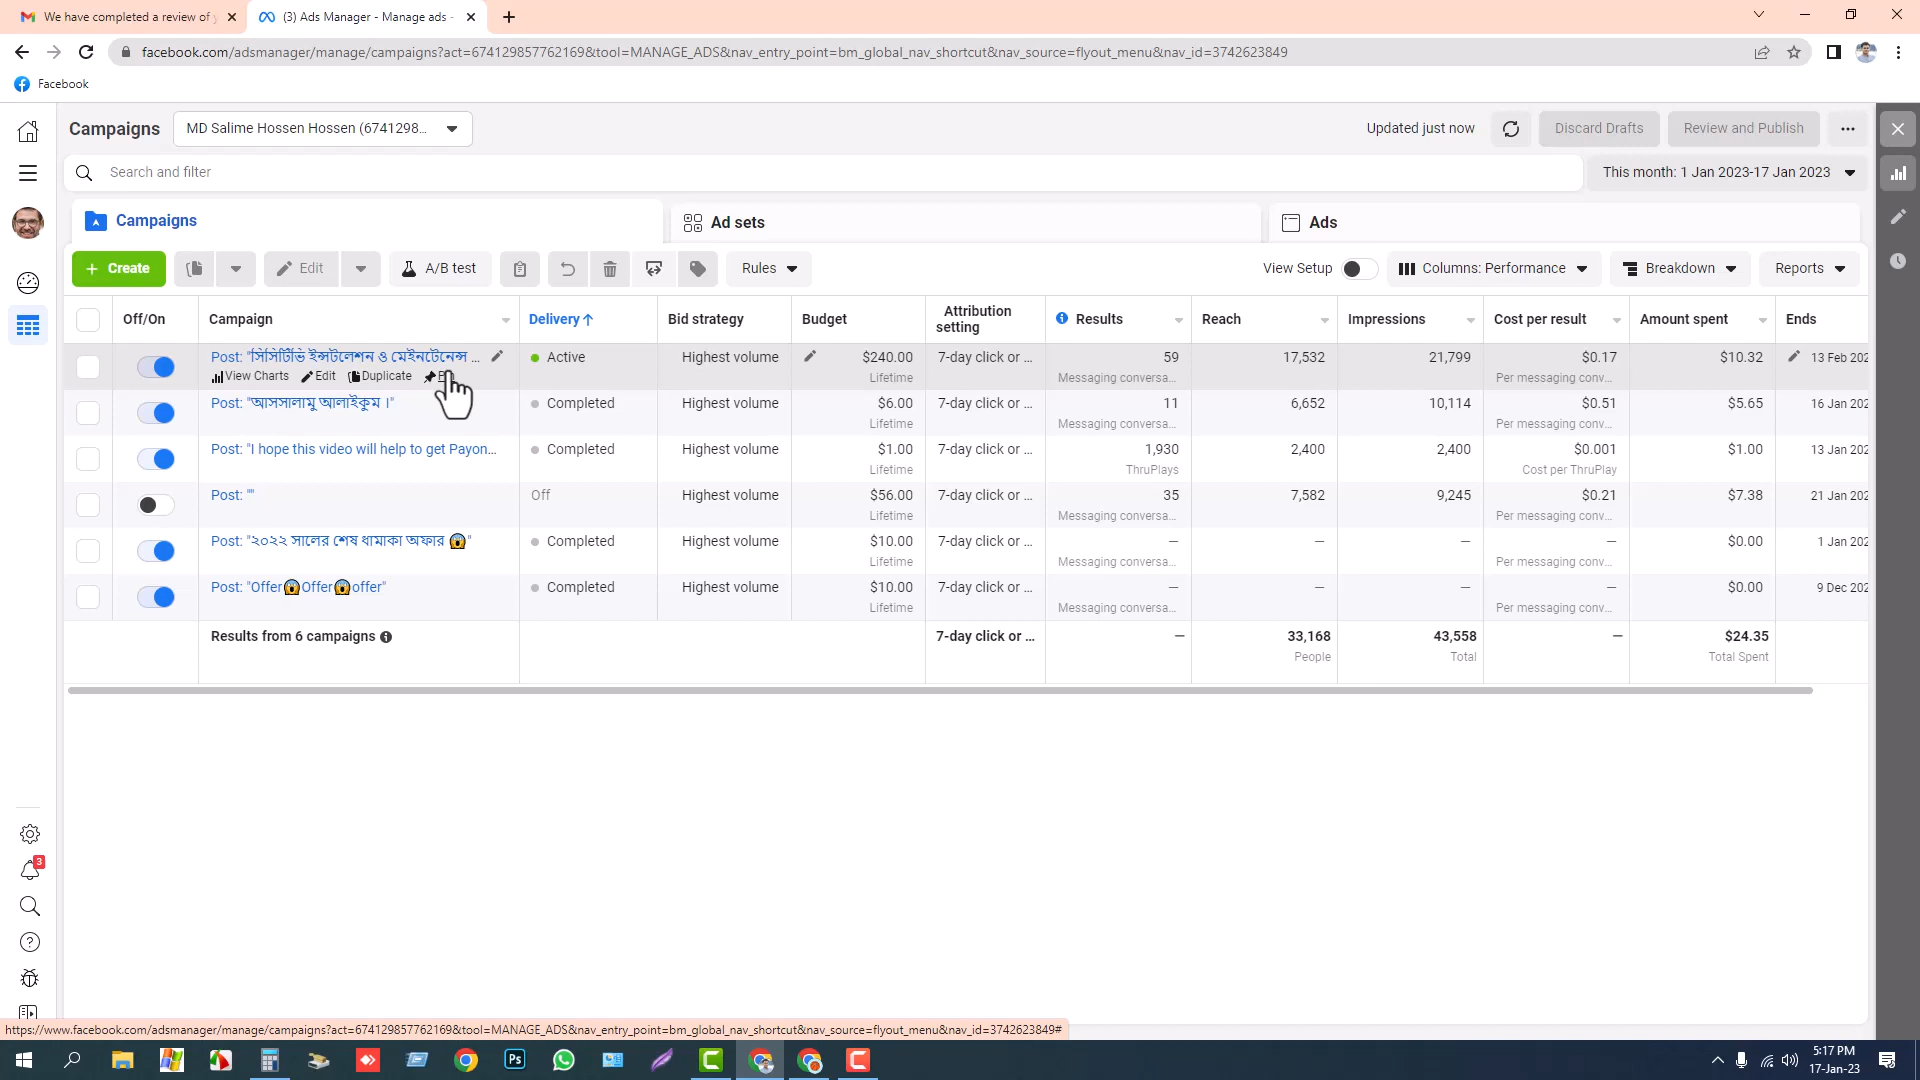 We have completed a review of y
(3) Ads Manager - Manage ads -
facebook.com/adsmanager/manage/campaigns?act=674129857762169&tool=MANAGE_ADS&nav_entry_point=bm_global_nav_shortcut&nav_source=flyout_menu&nav_id=3742623849
Facebook
Campaigns
MD Salime Hossen Hossen (6741298...
Updated just now
Discard Drafts
Review and Publish
Search and filter
This month: 1 Jan 2023-17 Jan 2023
Campaigns
Ad sets
Ads
+ Create
Edit
A/B test
Rules
View Setup
Columns: Performance
Breakdown
Reports
Off/On
Campaign
Delivery↑
Bid strategy
Budget
Attribution setting
Results
Reach
Impressions
Cost per result
Amount spent
Ends
Post: "সিসিটিভি ইন্সটলেশন ও মেইনটেনেন্স ...
Active
Highest volume
$240.00
7-day click or ...
59
17,532
21,799
$0.17
$10.32
13 Feb 202
View Charts
Edit
Duplicate
Lifetime
Messaging conversa...
Per messaging conv...
Post: "আসসালামু আলাইকুম।"
Completed
Highest volume
$6.00
7-day click or ...
11
6,652
10,114
$0.51
$5.65
16 Jan 202
Lifetime
Messaging conversa...
Per messaging conv...
Post: "I hope this video will help to get Payon...
Completed
Highest volume
$1.00
7-day click or ...
1,930
2,400
2,400
$0.001
$1.00
13 Jan 202
Lifetime
ThruPlays
Cost per ThruPlay
Post: ""
Off
Highest volume
$56.00
7-day click or ...
35
7,582
9,245
$0.21
$7.38
21 Jan 202
Lifetime
Messaging conversa...
Per messaging conv...
Post: "২০২২ সালের শেষ ধামাকা অফার 😱"
Completed
Highest volume
$10.00
7-day click or ...
—
—
—
—
$0.00
1 Jan 202
Lifetime
Messaging conversa...
Per messaging conv...
Post: "Offer😱Offer😱offer"
Completed
Highest volume
$10.00
7-day click or ...
—
—
—
—
$0.00
9 Dec 202
Lifetime
Messaging conversa...
Per messaging conv...
Results from 6 campaigns
7-day click or ...
—
33,168
43,558
—
$24.35
People
Total
Total Spent
3
https://www.facebook.com/adsmanager/manage/campaigns?act=674129857762169&tool=MANAGE_ADS&nav_entry_point=bm_global_nav_shortcut&nav_source=flyout_menu&nav_id=3742623849#
Ps
5:17 PM
17-Jan-23